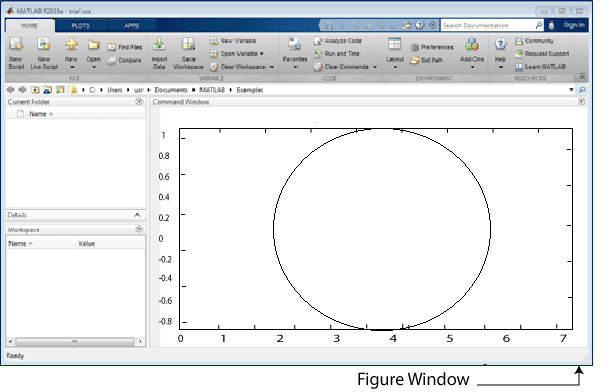 MATLAB R2019a - trial use
HOME PLOTS APPS
Search Documentation
Sign In
New Script
New Live Script
New
Open
Find Files
Compare
Import Data
Save Workspace
New Variable
Open Variable
Clear Workspace
Favorites
Analyze Code
Run and Time
Clear Commands
Layout
Preferences
Set Path
Add-Ons
Help
Community
Request Support
Learn MATLAB
FILE VARIABLE CODE ENVIRONMENT RESOURCES
C: Users usr Documents MATLAB Examples
Current Folder
Name
Details
Workspace
Name Value
Command Window
1
0.8
0.6
0.4
0.2
0
-0.2
-0.4
-0.6
-0.8
0 1 2 3 4 5 6 7
Ready
Figure Window